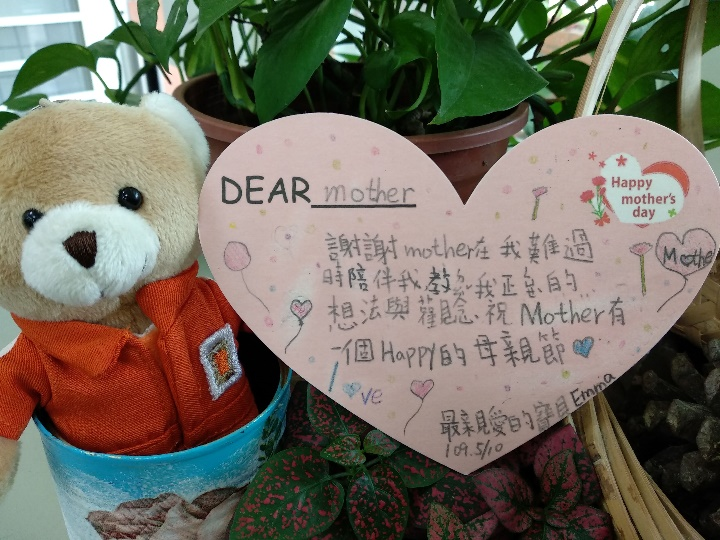 DEAR mother
Happy
mother's
day
Mother
謝謝mother在我難過
時陪伴我教我正向的
想法與觀念祝Mother有
一個Happy的母親節
ve
最親愛的寶貝Emma
109.5/10